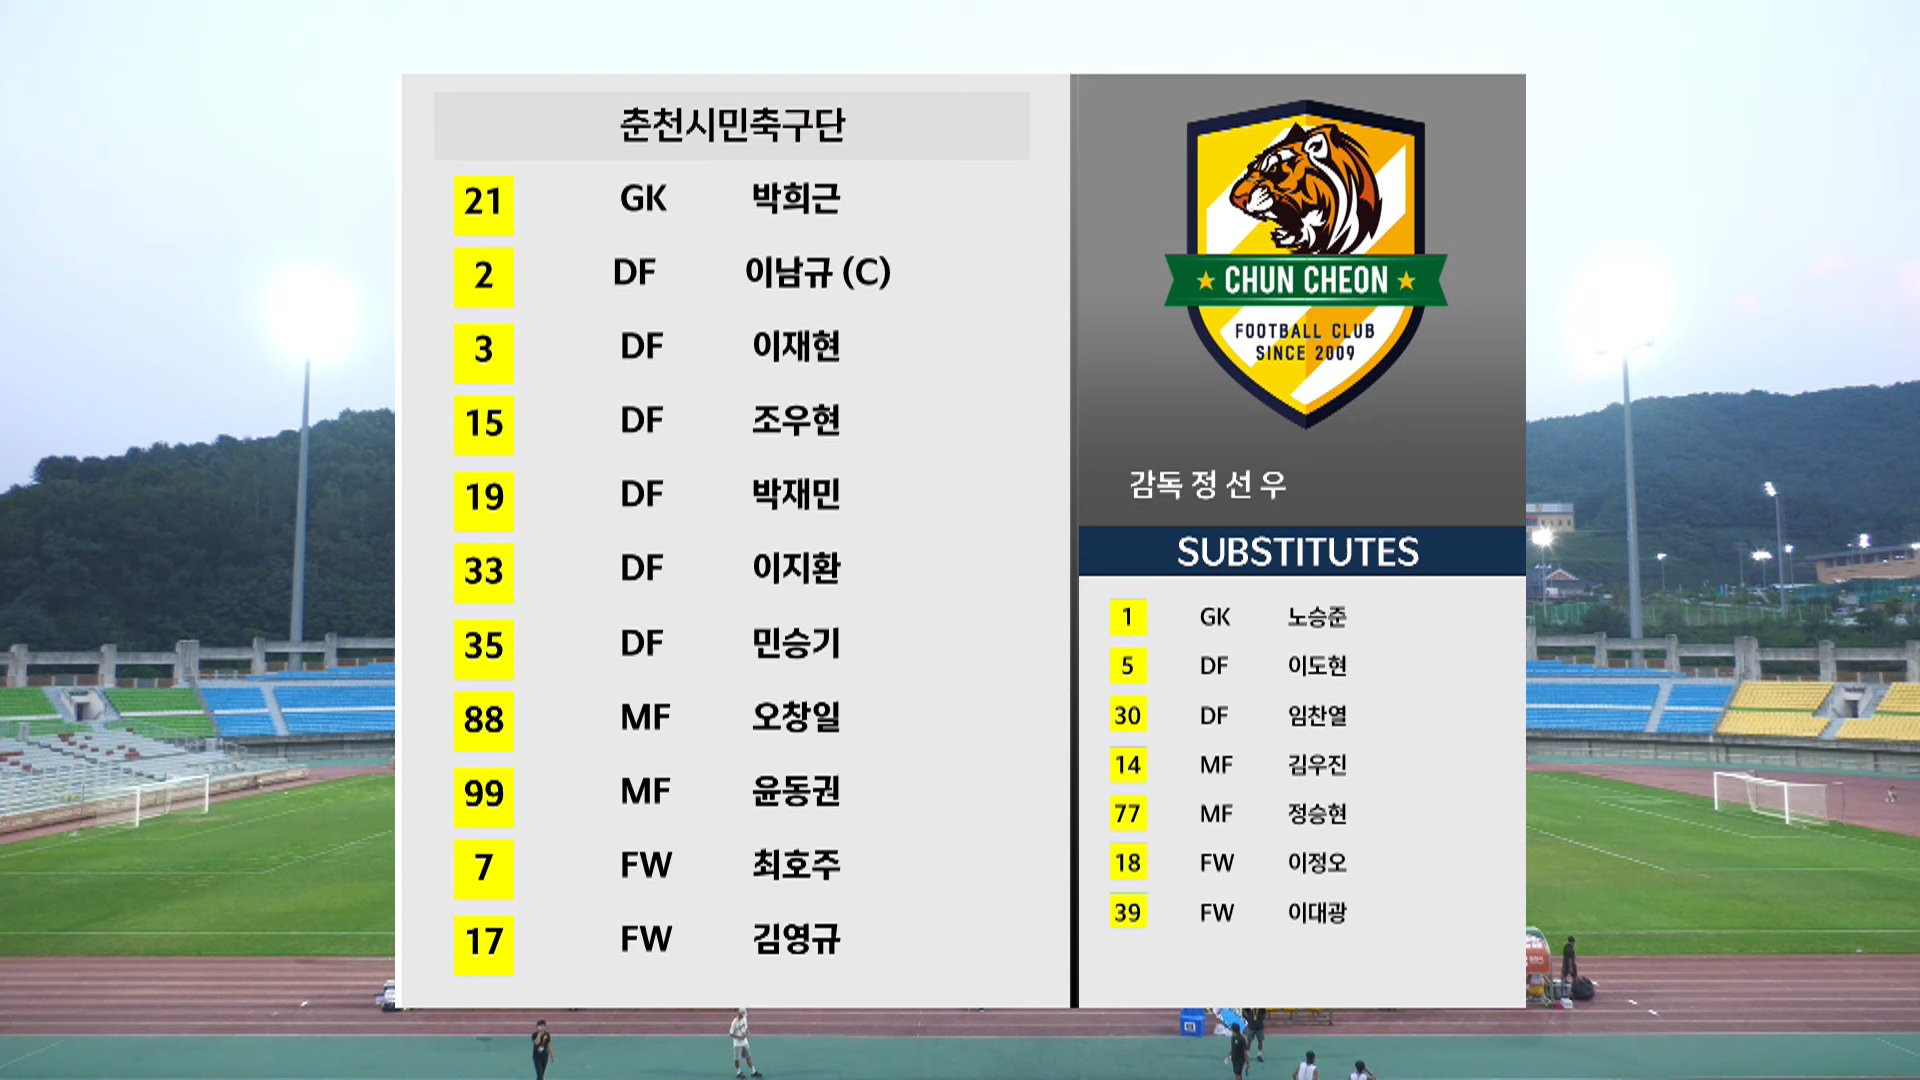 춘천시민축구단
21 GK 박희근
2 DF 이남규 (C)
3 DF 이재현
15 DF 조우현
19 DF 박재민
33 DF 이지환
35 DF 민승기
88 MF 오창일
99 MF 윤동권
7 FW 최호주
17 FW 김영규
★ CHUN CHEON ★
FOOTBALL CLUB
SINCE 2009
감독 정 선 우
SUBSTITUTES
1 GK 노승준
5 DF 이도현
30 DF 임찬열
14 MF 김우진
77 MF 정승현
18 FW 이정오
39 FW 이대광